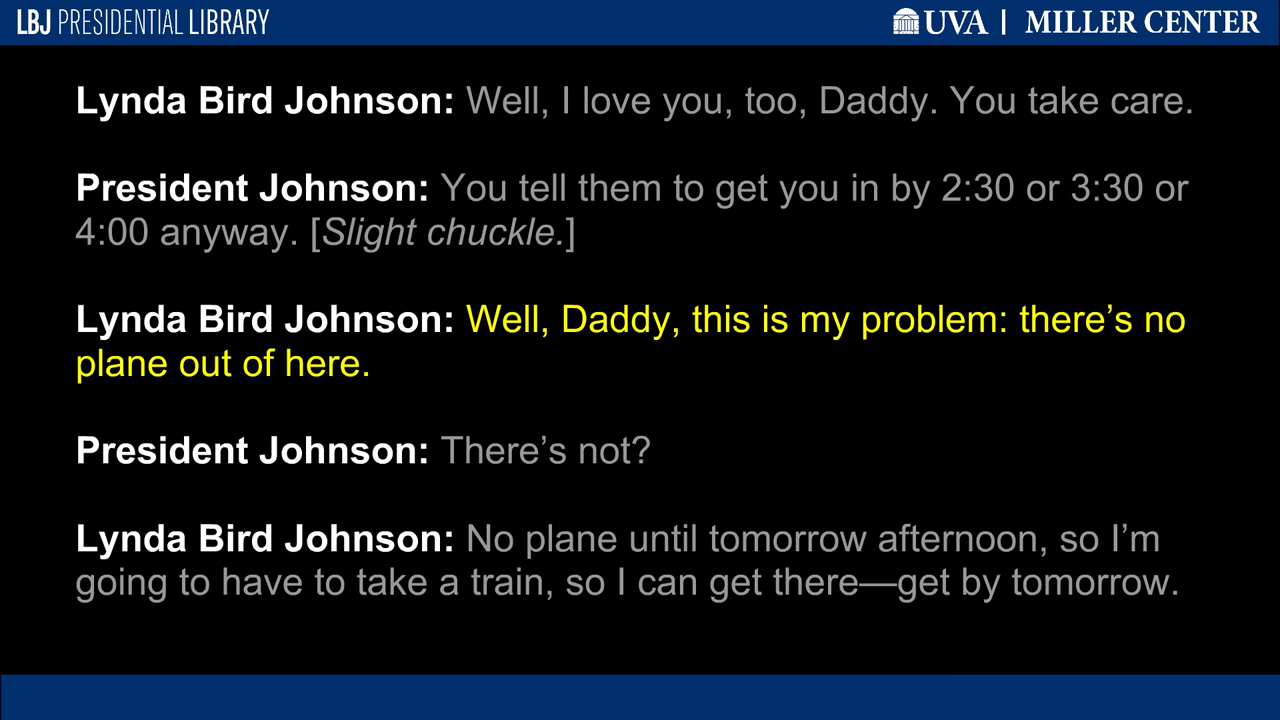 LBJ PRESIDENTIAL LIBRARY
UVA | MILLER CENTER
Lynda Bird Johnson: Well, I love you, too, Daddy. You take care.
President Johnson: You tell them to get you in by 2:30 or 3:30 or
4:00 anyway. [Slight chuckle.]
Lynda Bird Johnson: Well, Daddy, this is my problem: there’s no
plane out of here.
President Johnson: There’s not?
Lynda Bird Johnson: No plane until tomorrow afternoon, so I’m
going to have to take a train, so I can get there—get by tomorrow.